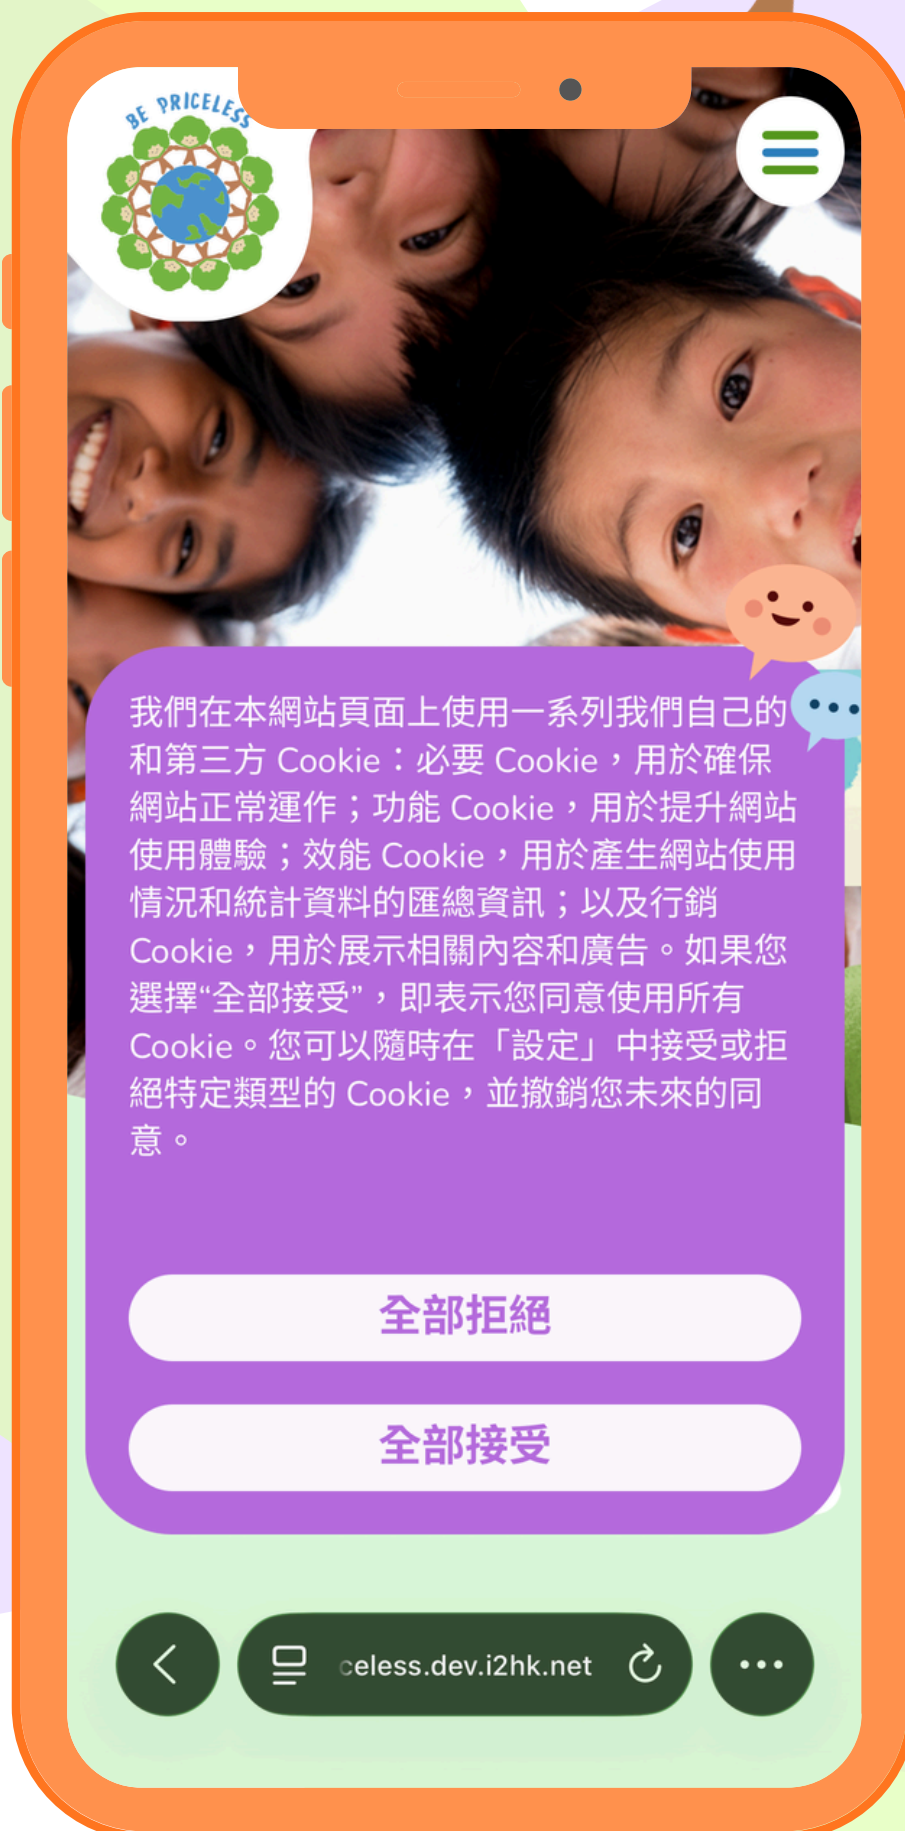 BE PRICELESS
我們在本網站頁面上使用一系列我們自己的
和第三方 Cookie：必要 Cookie，用於確保
網站正常運作；功能 Cookie，用於提升網站
使用體驗；效能 Cookie，用於產生網站使用
情況和統計資料的匯總資訊；以及行銷
Cookie，用於展示相關內容和廣告。如果您
選擇“全部接受”，即表示您同意使用所有
Cookie。您可以隨時在「設定」中接受或拒
絕特定類型的 Cookie，並撤銷您未來的同
意。
全部拒絕
全部接受
celess.dev.i2hk.net